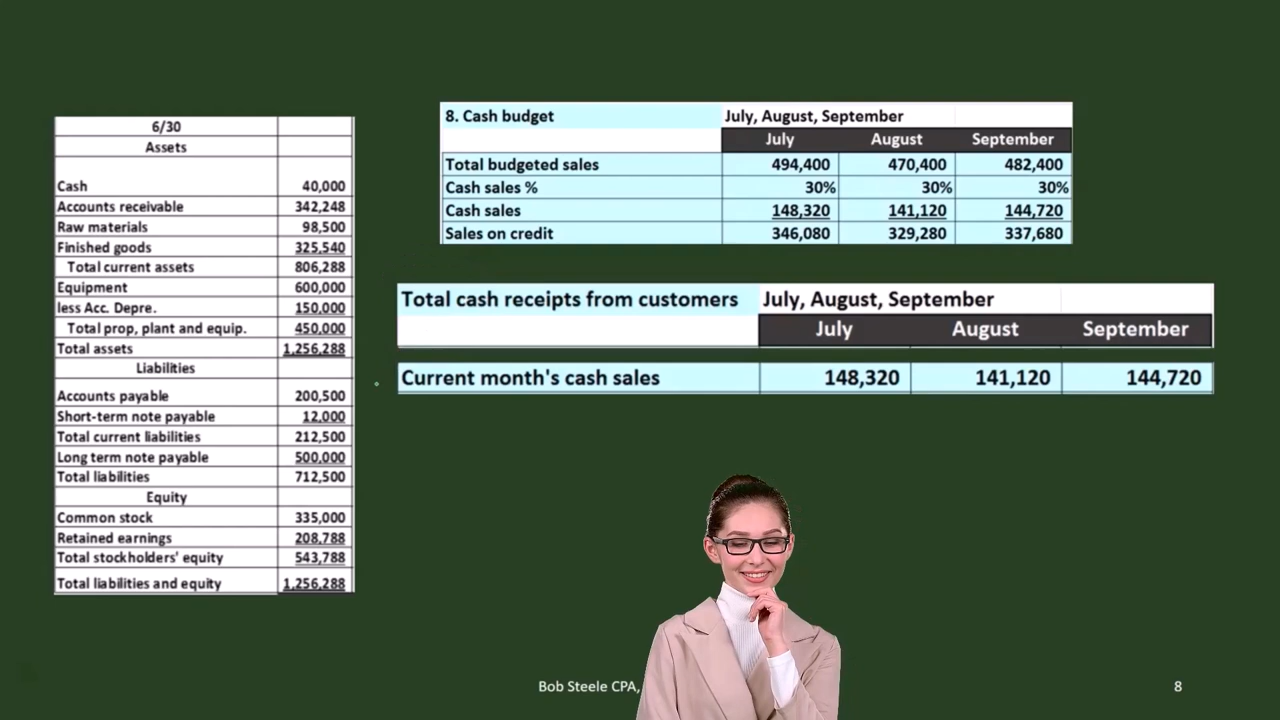 6/30
Assets
Cash 40,000
Accounts receivable 342,248
Raw materials 98,500
Finished goods 325,540
Total current assets 806,288
Equipment 600,000
less Acc. Depre. 150,000
Total prop, plant and equip. 450,000
Total assets 1,256,288
Liabilities
Accounts payable 200,500
Short-term note payable 12,000
Total current liabilities 212,500
Long term note payable 500,000
Total liabilities 712,500
Equity
Common stock 335,000
Retained earnings 208,788
Total stockholders' equity 543,788
Total liabilities and equity 1,256,288
8. Cash budget July, August, September
July August September
Total budgeted sales 494,400 470,400 482,400
Cash sales % 30% 30% 30%
Cash sales 148,320 141,120 144,720
Sales on credit 346,080 329,280 337,680
Total cash receipts from customers July, August, September
July August September
Current month's cash sales 148,320 141,120 144,720
Bob Steele CPA,
8